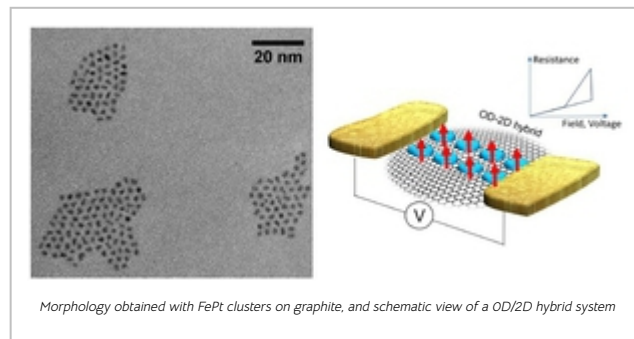 20 nm
Resistance
Field, Voltage
OD-2D hybrid
V
Morphology obtained with FePt clusters on graphite, and schematic view of a 0D/2D hybrid system